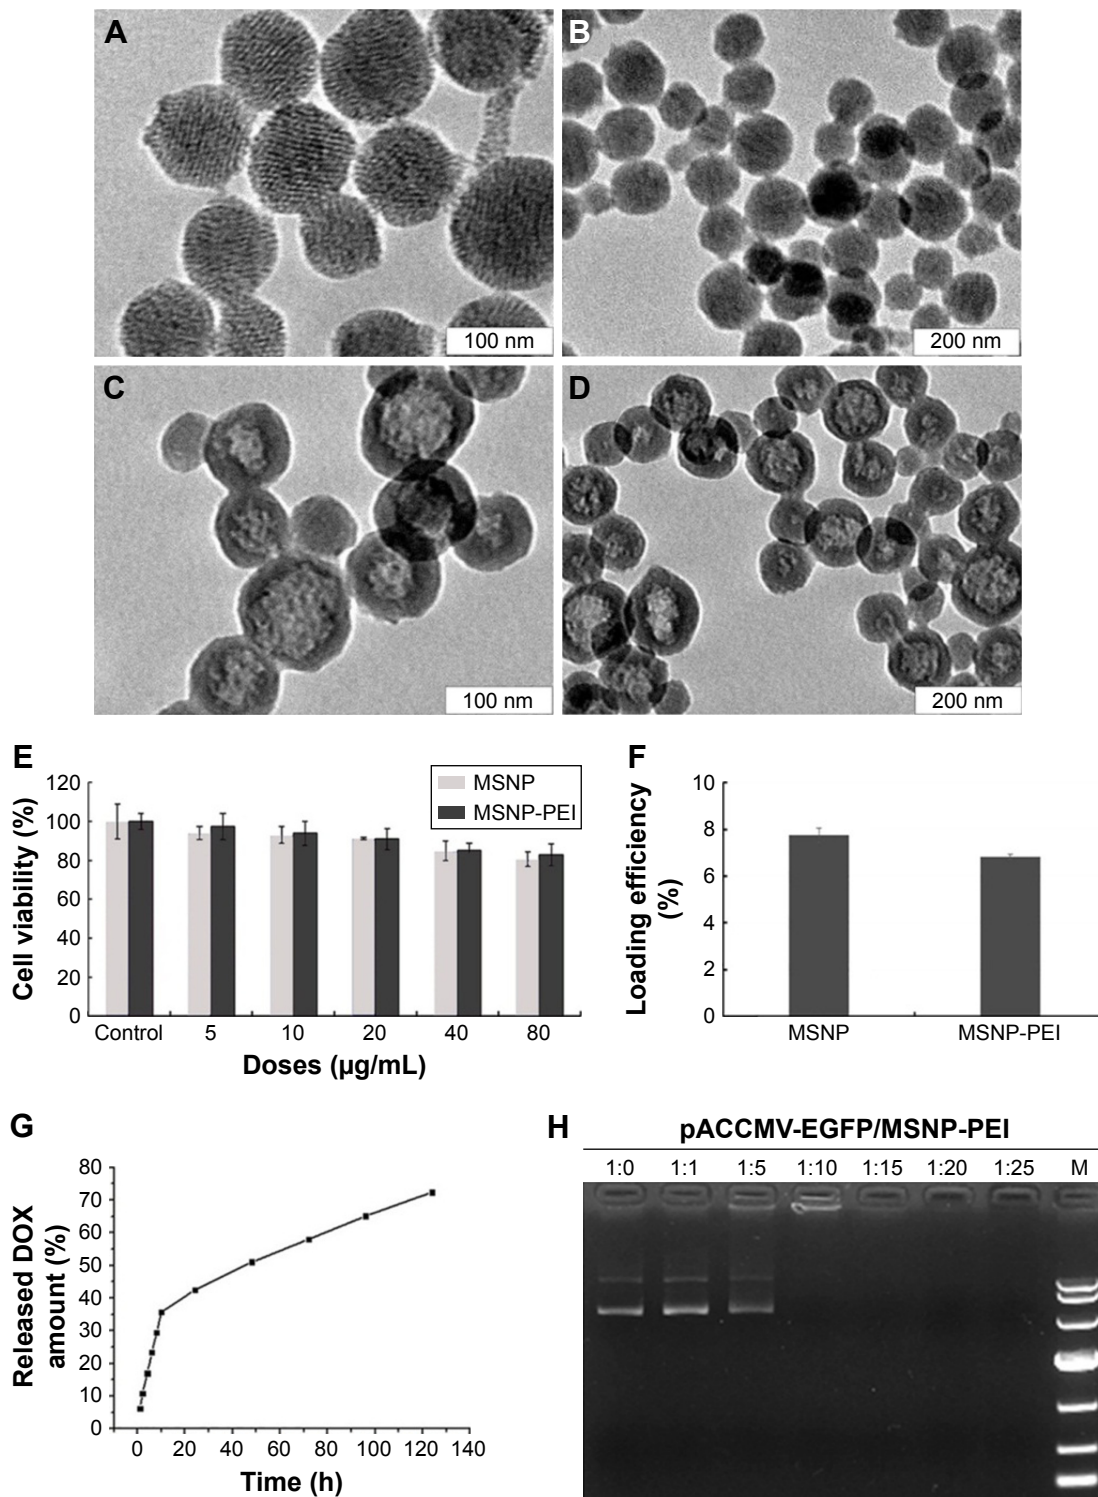 A
B
100 nm
200 nm
C
D
100 nm
200 nm
E
MSNP
MSNP-PEI
Cell viability (%)
120
100
80
60
40
20
0
Control 5 10 20 40 80
Doses (µg/mL)
F
Loading efficiency
(%)
10
8
6
4
2
0
MSNP MSNP-PEI
G
Released DOX
amount (%)
80
70
60
50
40
30
20
10
0
0 20 40 60 80 100 120 140
Time (h)
H
pACCMV-EGFP/MSNP-PEI
1:0 1:1 1:5 1:10 1:15 1:20 1:25 M